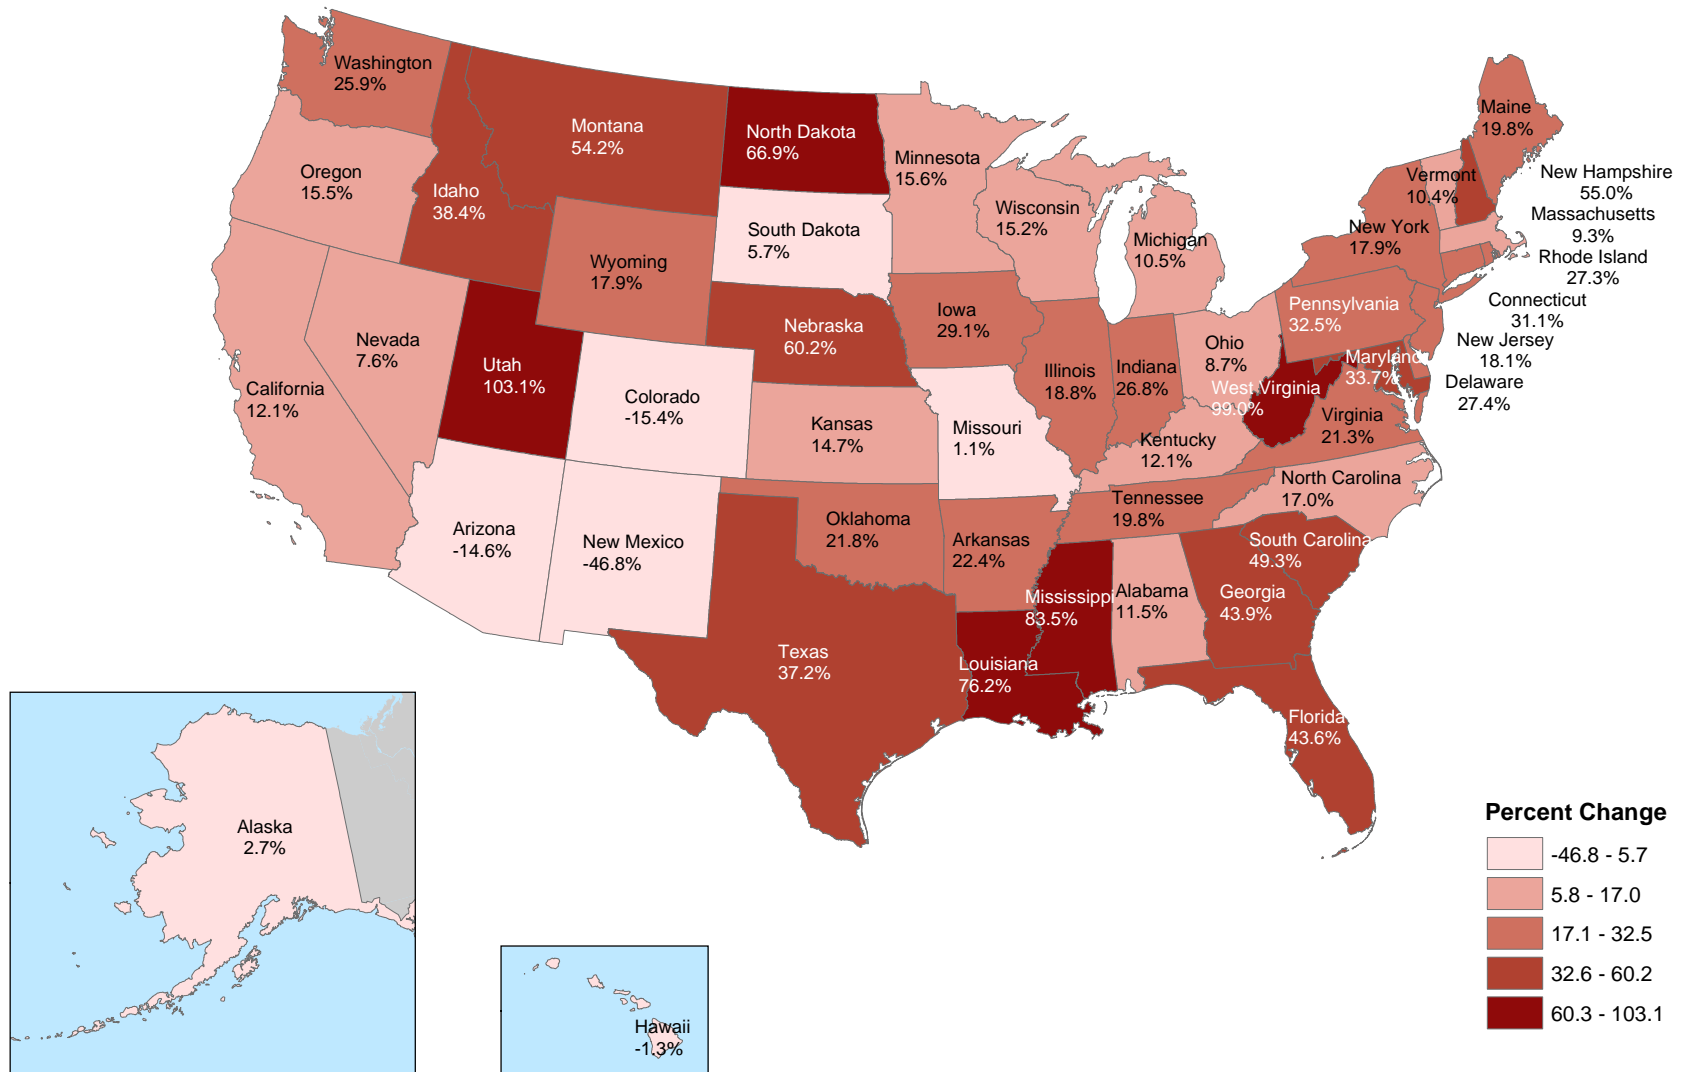 Washington
25.9%
Oregon
15.5%
California
12.1%
Nevada
7.6%
Idaho
38.4%
Montana
54.2%
Wyoming
17.9%
Utah
103.1%
Colorado
-15.4%
Arizona
-14.6%
New Mexico
-46.8%
North Dakota
66.9%
South Dakota
5.7%
Nebraska
60.2%
Kansas
14.7%
Oklahoma
21.8%
Texas
37.2%
Minnesota
15.6%
Iowa
29.1%
Missouri
1.1%
Arkansas
22.4%
Louisiana
76.2%
Wisconsin
15.2%
Illinois
18.8%
Michigan
10.5%
Indiana
26.8%
Ohio
8.7%
Kentucky
12.1%
Tennessee
19.8%
Mississippi
83.5%
Alabama
11.5%
Georgia
43.9%
Florida
43.6%
South Carolina
49.3%
North Carolina
17.0%
Virginia
21.3%
West Virginia
99.0%
Maryland
33.7%
Pennsylvania
32.5%
New York
17.9%
Vermont
10.4%
Maine
19.8%
New Hampshire
55.0%
Massachusetts
9.3%
Rhode Island
27.3%
Connecticut
31.1%
New Jersey
18.1%
Delaware
27.4%
Alaska
2.7%
Hawaii
-1.3%
Percent Change
-46.8 - 5.7
5.8 - 17.0
17.1 - 32.5
32.6 - 60.2
60.3 - 103.1